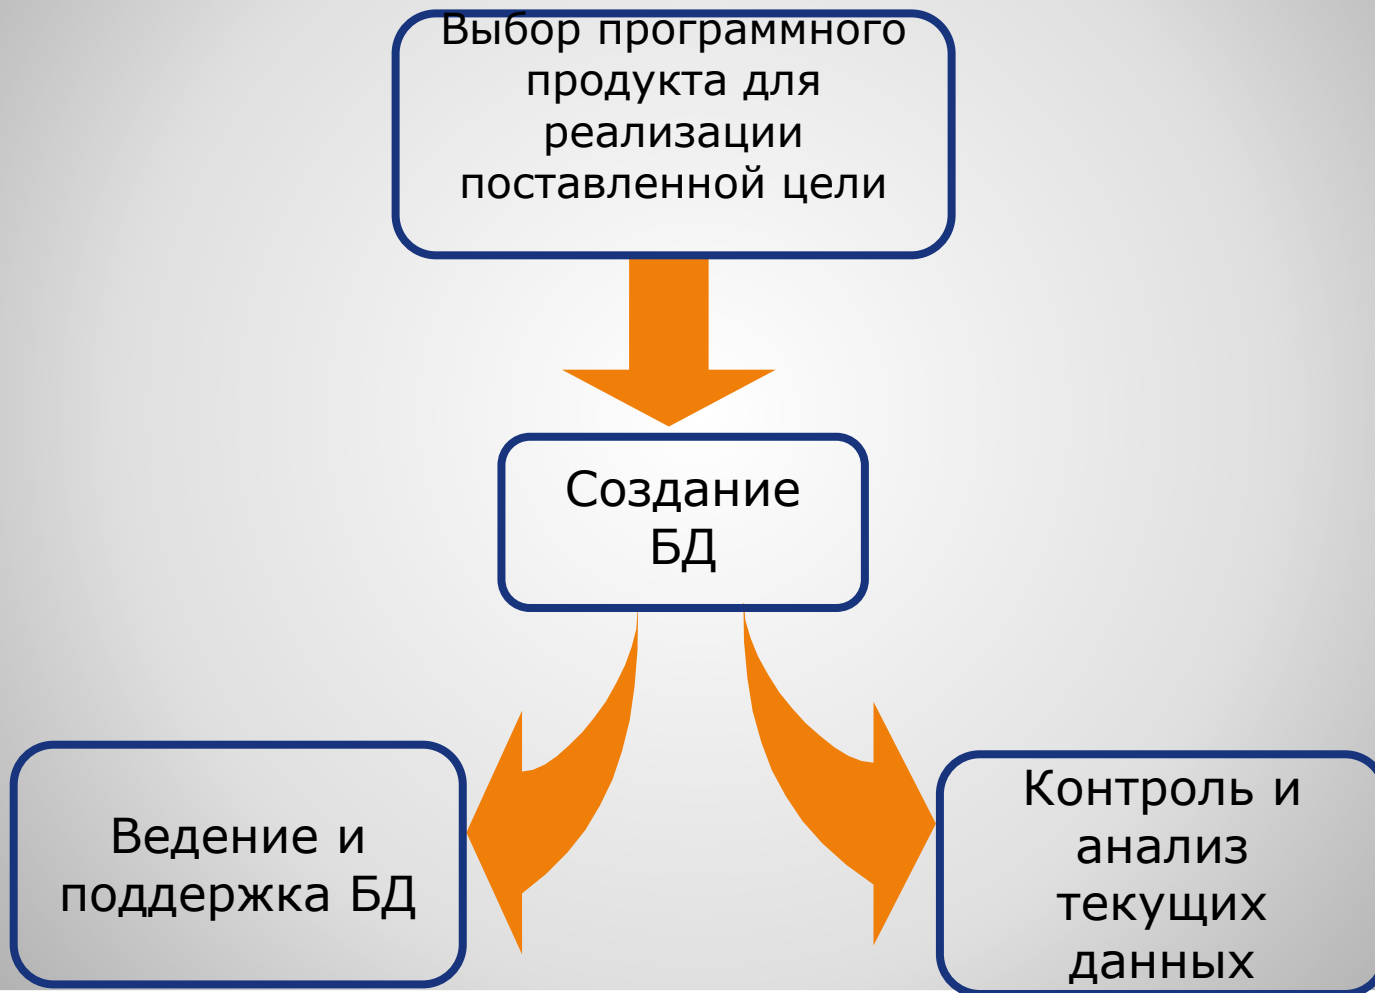 Выбор программного
продукта для
реализации
поставленной цели
Создание
БД
Ведение и
поддержка БД
Контроль и
анализ
текущих
данных